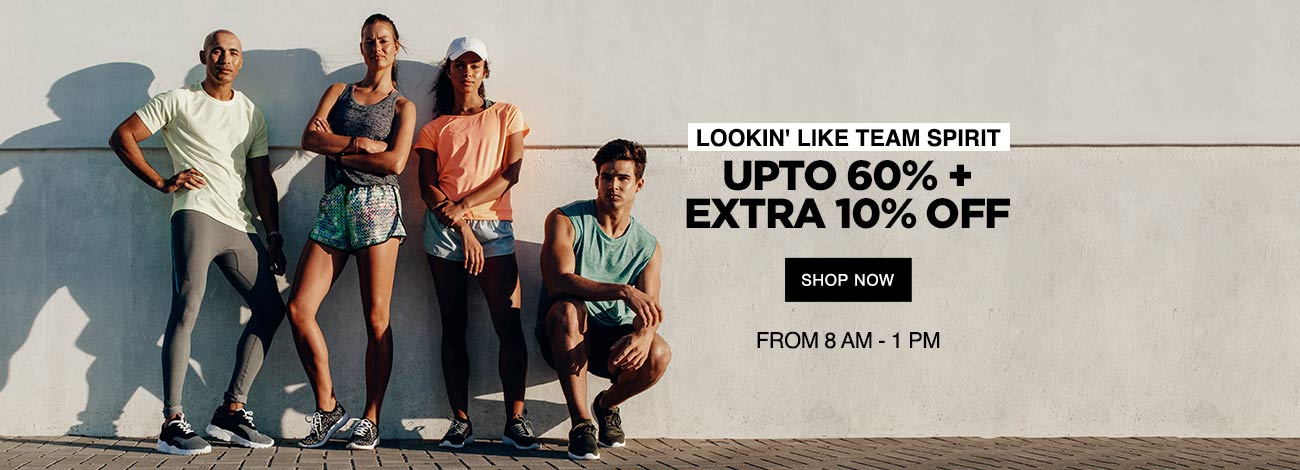 LOOKIN' LIKE TEAM SPIRIT
UPTO 60% +
EXTRA 10% OFF
SHOP NOW
FROM 8 AM - 1 PM